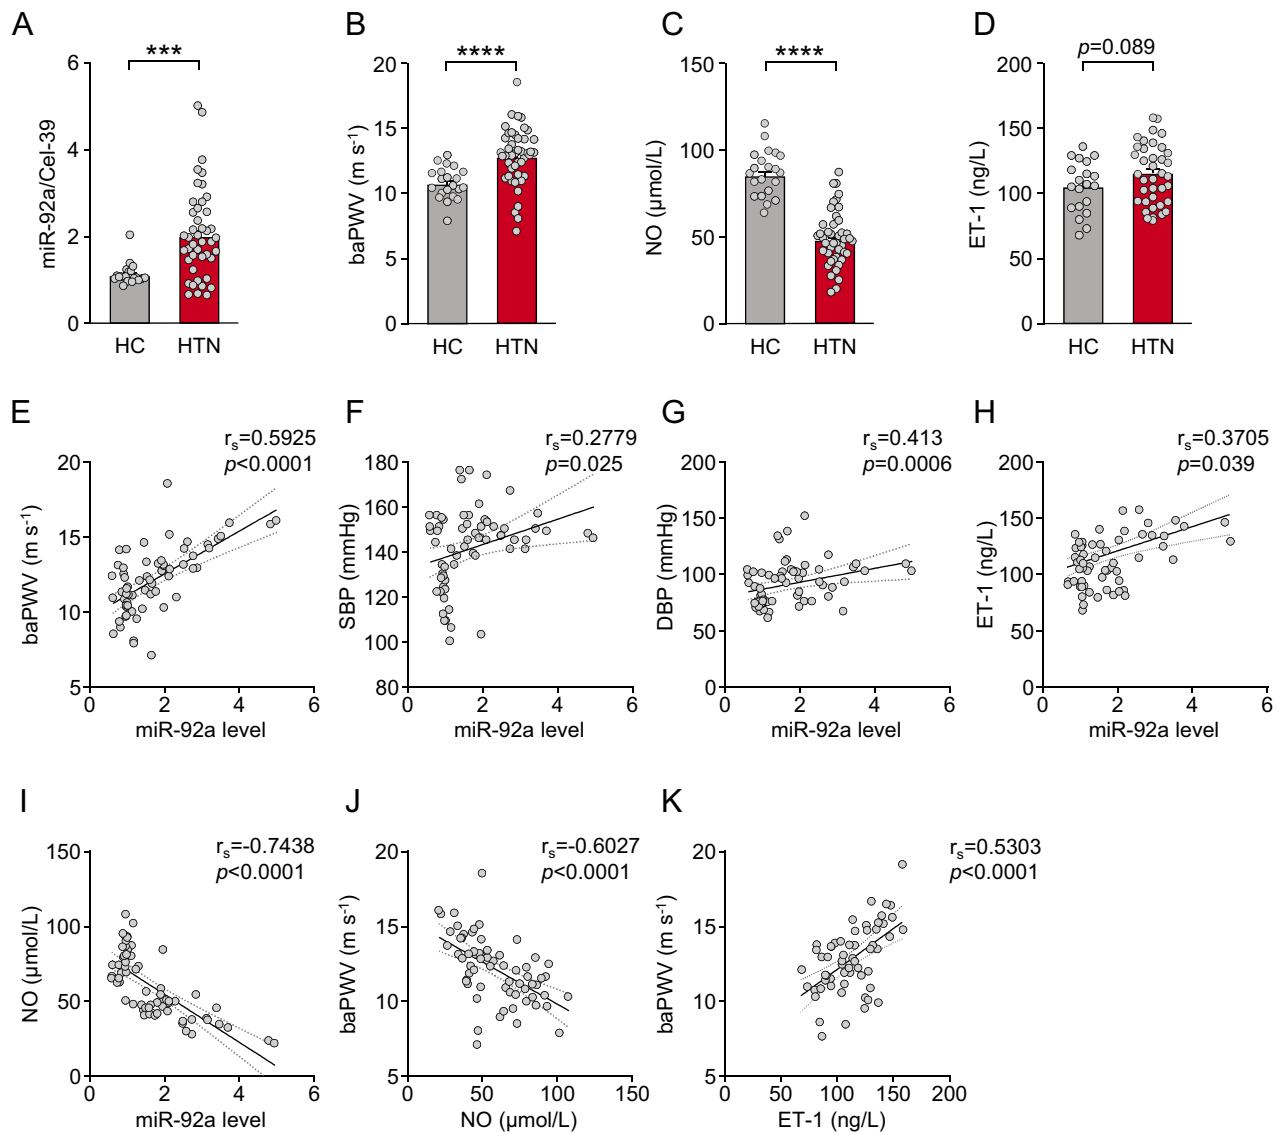 A
B
C
D
***
****
****
p=0.089
miR-92a/Cel-39
6
4
2
0
HC
HTN
baPWV (m s⁻¹)
20
15
10
5
0
HC
HTN
NO (μmol/L)
150
100
50
0
HC
HTN
ET-1 (ng/L)
200
150
100
50
0
HC
HTN
E
F
G
H
rₛ=0.5925
p<0.0001
baPWV (m s⁻¹)
20
15
10
5
0
2
4
6
miR-92a level
rₛ=0.2779
p=0.025
SBP (mmHg)
180
160
140
120
100
80
0
2
4
6
miR-92a level
rₛ=0.413
p=0.0006
DBP (mmHg)
200
150
100
50
0
0
2
4
6
miR-92a level
rₛ=0.3705
p=0.039
ET-1 (ng/L)
200
150
100
50
0
0
2
4
6
miR-92a level
I
J
K
rₛ=-0.7438
p<0.0001
NO (μmol/L)
150
100
50
0
0
2
4
6
miR-92a level
rₛ=-0.6027
p<0.0001
baPWV (m s⁻¹)
20
15
10
5
0
50
100
150
NO (μmol/L)
rₛ=0.5303
p<0.0001
baPWV (m s⁻¹)
20
15
10
5
0
50
100
150
200
ET-1 (ng/L)